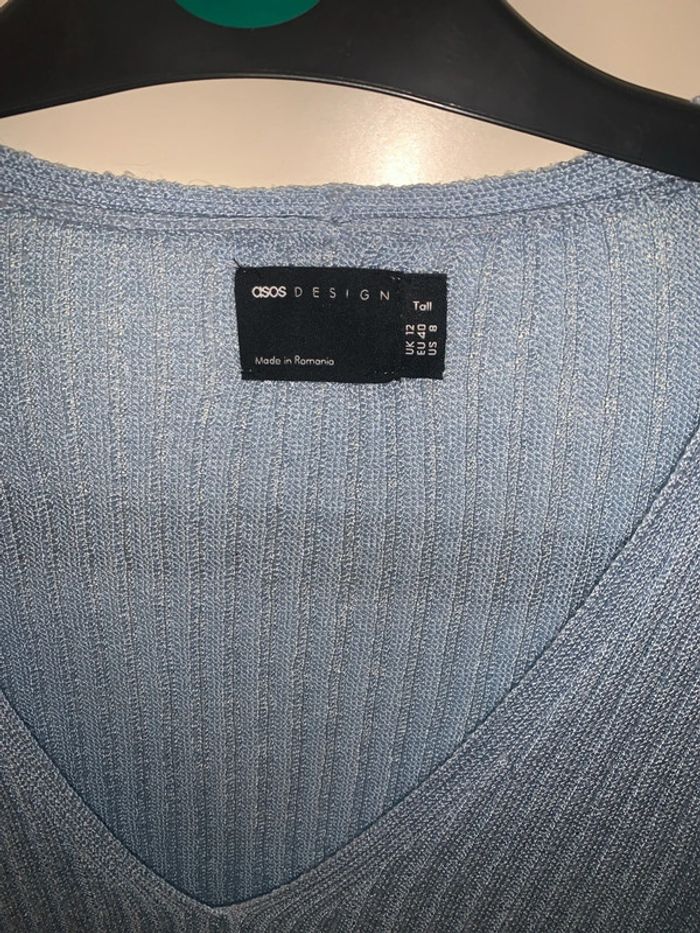 asos DESIGN
Made in Romania
Tall
UK 12
EU 40
US 8